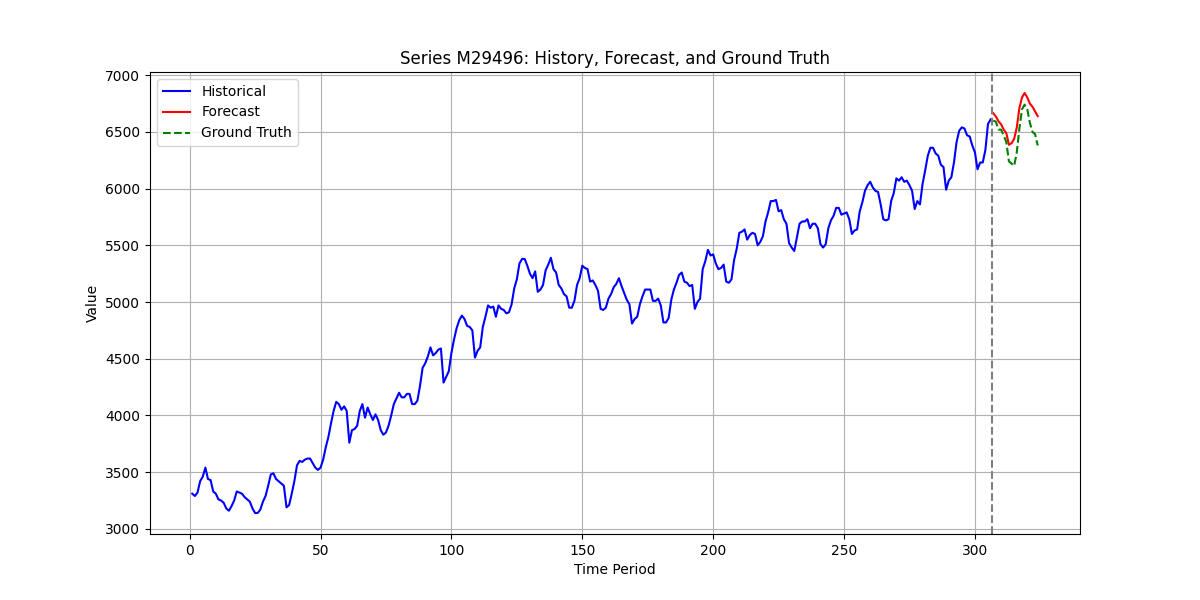 Series M29496: History, Forecast, and Ground Truth
Historical
Forecast
Ground Truth
7000
6500
6000
5500
5000
4500
4000
3500
3000
Value
0 50 100 150 200 250 300
Time Period